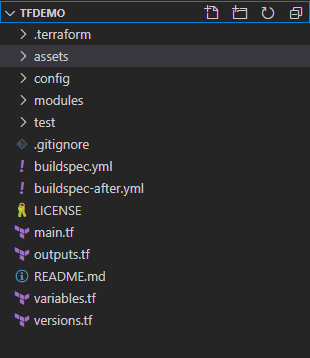 TFDEMO
.terraform
assets
config
modules
test
.gitignore
buildspec.yml
buildspec-after.yml
LICENSE
main.tf
outputs.tf
README.md
variables.tf
versions.tf